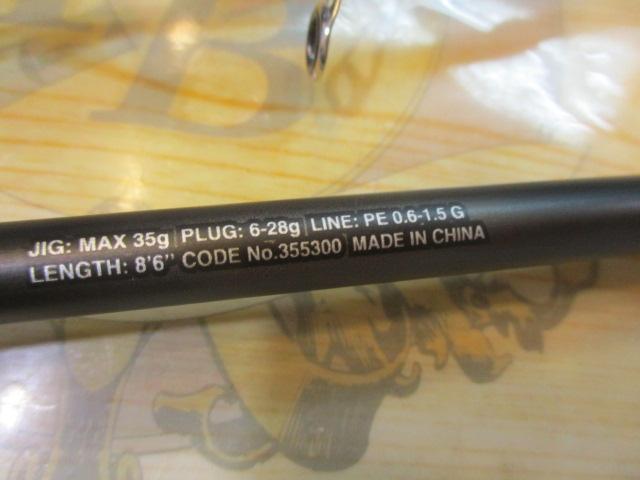 JIG: MAX 35g | PLUG: 6-28g | LINE: PE 0.6-1.5 G
LENGTH: 8'6" CODE No.355300 | MADE IN CHINA